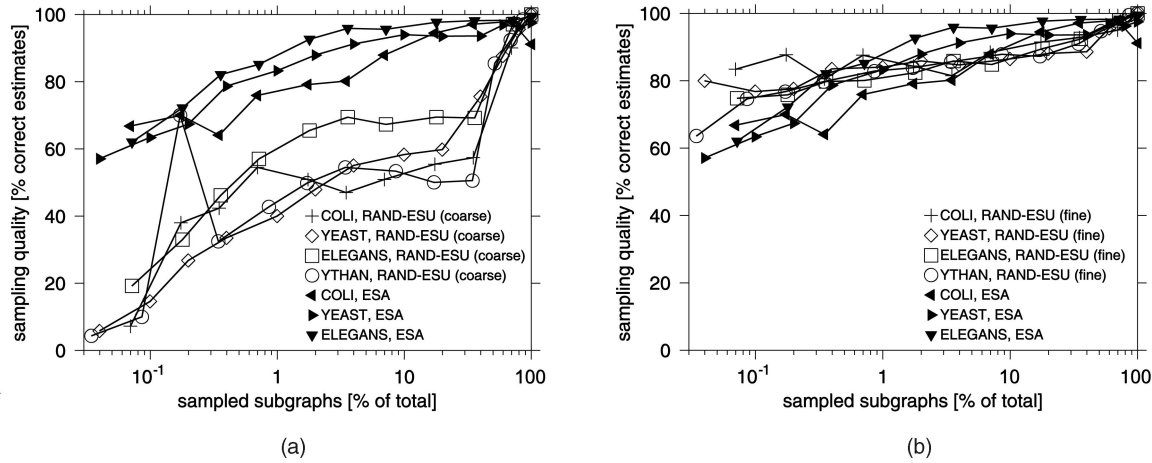 sampling quality [% correct estimates]
100
80
60
40
20
0
COLI, RAND-ESU (coarse)
YEAST, RAND-ESU (coarse)
ELEGANS, RAND-ESU (coarse)
YTHAN, RAND-ESU (coarse)
COLI, ESA
YEAST, ESA
ELEGANS, ESA
10-1
1
10
100
sampled subgraphs [% of total]
(a)
sampling quality [% correct estimates]
100
80
60
40
20
0
COLI, RAND-ESU (fine)
YEAST, RAND-ESU (fine)
ELEGANS, RAND-ESU (fine)
YTHAN, RAND-ESU (fine)
COLI, ESA
YEAST, ESA
ELEGANS, ESA
10-1
1
10
100
sampled subgraphs [% of total]
(b)